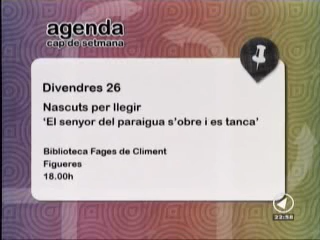 agenda
cap de setmana
Divendres 26
Nascuts per llegir
‘El senyor del paraigua s’obre i es tanca’
Biblioteca Fages de Climent
Figueres
18.00h
22:58